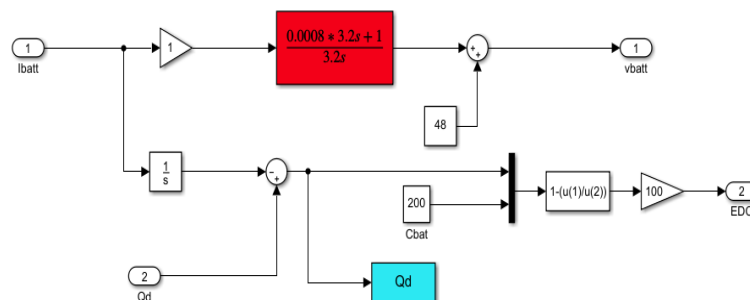 1
Ibatt
1
0.0008 * 3.2s + 1
3.2s
+
+
1
vbatt
48
1
s
-
+
200
Cbat
1-(u(1)/u(2))
100
2
EDC
2
Qd
Qd